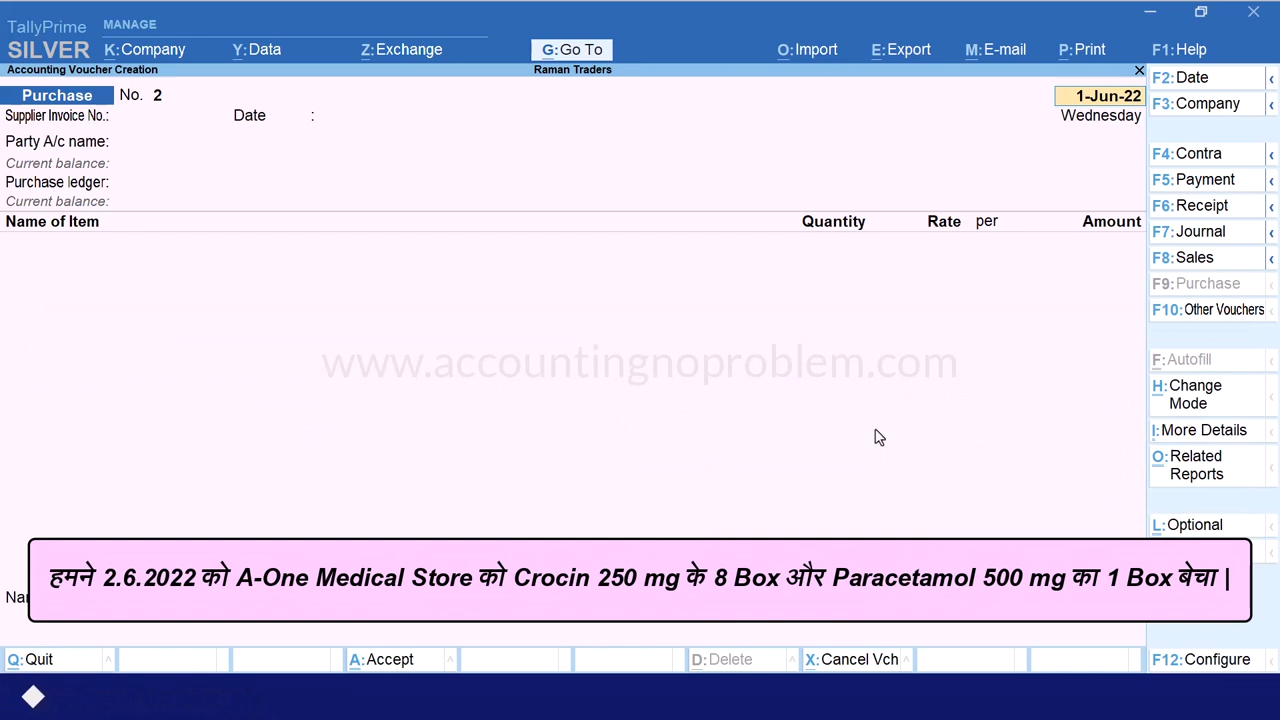 TallyPrime MANAGE
SILVER K:Company Y:Data Z:Exchange G:Go To O:Import E:Export M:E-mail P:Print F1:Help
Accounting Voucher Creation Raman Traders
Purchase No. 2 1-Jun-22
Supplier Invoice No.: Date : Wednesday
Party A/c name:
Current balance:
Purchase ledger:
Current balance:
Name of Item Quantity Rate per Amount
www.accountingnoproblem.com
F2:Date
F3:Company
F4:Contra
F5:Payment
F6:Receipt
F7:Journal
F8:Sales
F9:Purchase
F10:Other Vouchers
F:Autofill
H:Change
Mode
I:More Details
O:Related
Reports
L:Optional
हमने 2.6.2022 को A-One Medical Store को Crocin 250 mg के 8 Box और Paracetamol 500 mg का 1 Box बेचा |
Q:Quit A:Accept D:Delete X:Cancel Vch F12:Configure